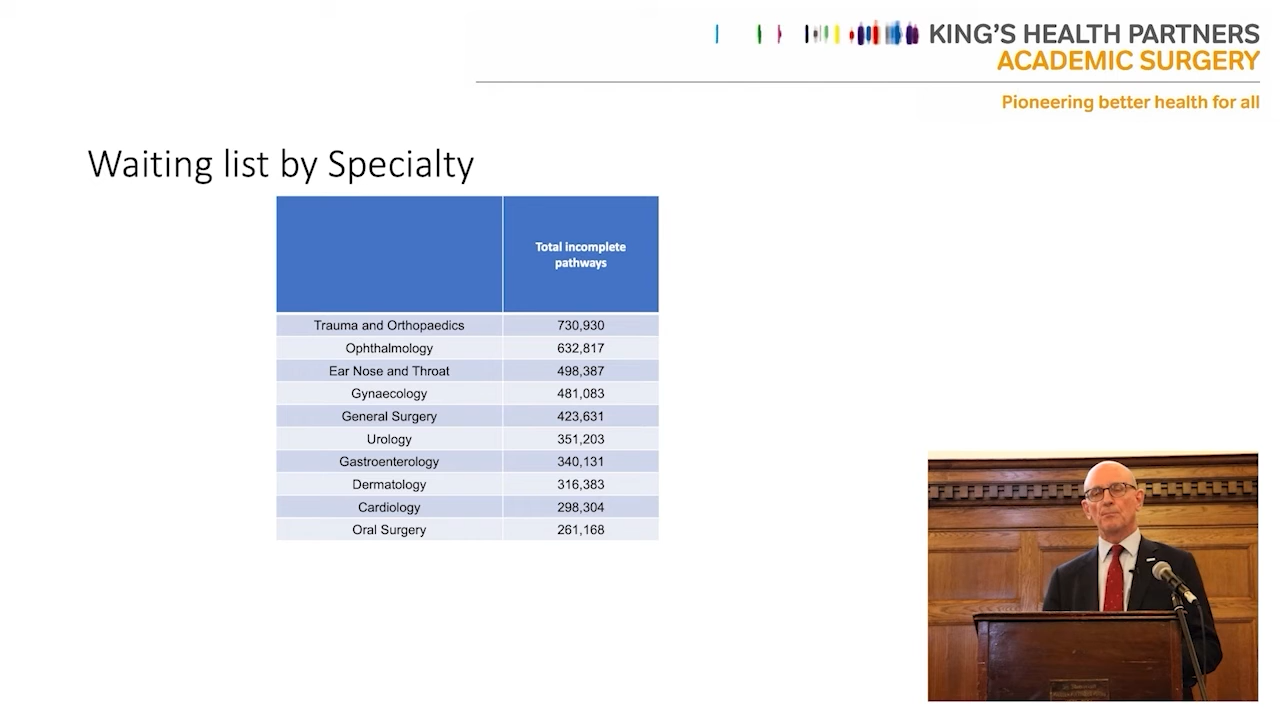 KING'S HEALTH PARTNERS
ACADEMIC SURGERY
Pioneering better health for all
Waiting list by Specialty
Total incomplete
pathways
Trauma and Orthopaedics 730,930
Ophthalmology 632,817
Ear Nose and Throat 498,387
Gynaecology 481,083
General Surgery 423,631
Urology 351,203
Gastroenterology 340,131
Dermatology 316,383
Cardiology 298,304
Oral Surgery 261,168